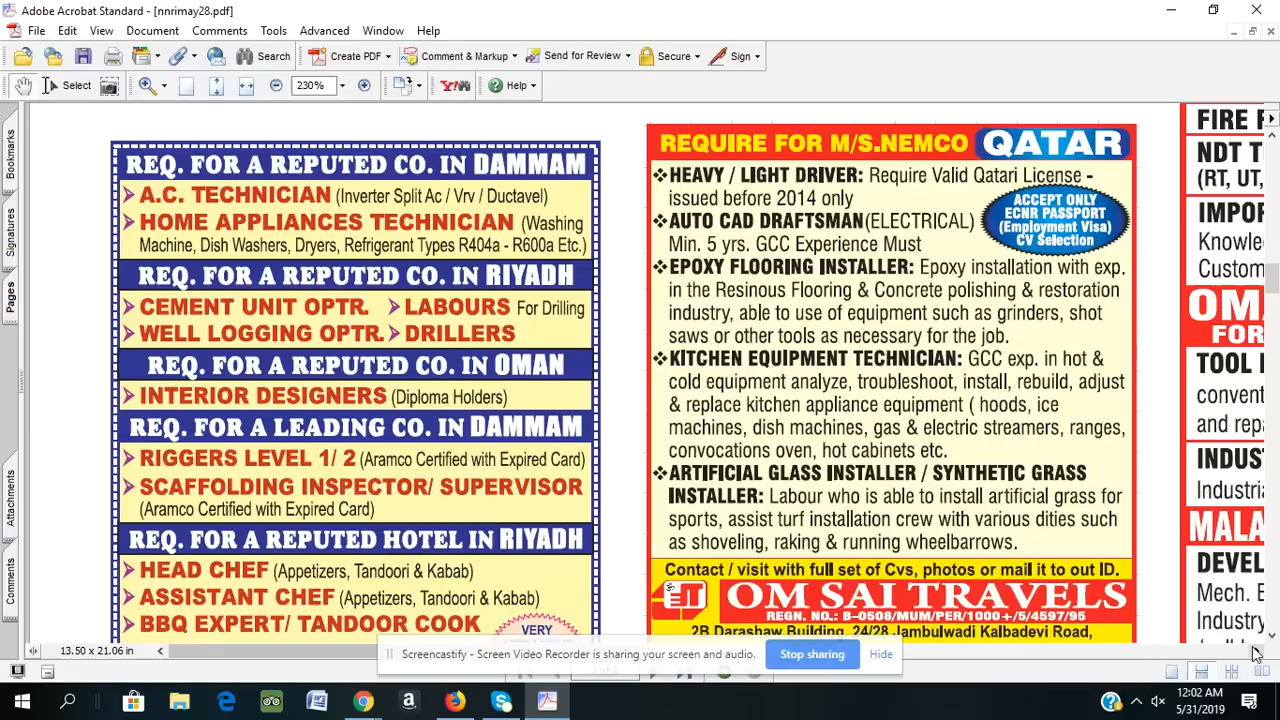 Adobe Acrobat Standard - [nnrimay28.pdf]
File Edit View Document Comments Tools Advanced Window Help
Search Create PDF Comment & Markup Send for Review Secure Sign
Select 230% Y! Help
Bookmarks
Signatures
Pages
Attachments
Comments
REQ. FOR A REPUTED CO. IN DAMMAM
A.C. TECHNICIAN (Inverter Split Ac / Vrv / Ductavel)
HOME APPLIANCES TECHNICIAN (Washing
Machine, Dish Washers, Dryers, Refrigerant Types R404a - R600a Etc.)
REQ. FOR A REPUTED CO. IN RIYADH
CEMENT UNIT OPTR. LABOURS For Drilling
WELL LOGGING OPTR. DRILLERS
REQ. FOR A REPUTED CO. IN OMAN
INTERIOR DESIGNERS (Diploma Holders)
REQ. FOR A LEADING CO. IN DAMMAM
RIGGERS LEVEL 1/ 2 (Aramco Certified with Expired Card)
SCAFFOLDING INSPECTOR/ SUPERVISOR
(Aramco Certified with Expired Card)
REQ. FOR A REPUTED HOTEL IN RIYADH
HEAD CHEF (Appetizers, Tandoori & Kabab)
ASSISTANT CHEF (Appetizers, Tandoori & Kabab)
BBQ EXPERT/ TANDOOR COOK
VERY
REQUIRE FOR M/S.NEMCO QATAR
HEAVY / LIGHT DRIVER: Require Valid Qatari License -
issued before 2014 only
AUTO CAD DRAFTSMAN(ELECTRICAL)
Min. 5 yrs. GCC Experience Must
ACCEPT ONLY
ECNR PASSPORT
(Employment Visa)
CV Selection
EPOXY FLOORING INSTALLER: Epoxy installation with exp.
in the Resinous Flooring & Concrete polishing & restoration
industry, able to use of equipment such as grinders, shot
saws or other tools as necessary for the job.
KITCHEN EQUIPMENT TECHNICIAN: GCC exp. in hot &
cold equipment analyze, troubleshoot, install, rebuild, adjust
& replace kitchen appliance equipment ( hoods, ice
machines, dish machines, gas & electric streamers, ranges,
convocations oven, hot cabinets etc.
ARTIFICIAL GLASS INSTALLER / SYNTHETIC GRASS
INSTALLER: Labour who is able to install artificial grass for
sports, assist turf installation crew with various dities such
as shoveling, raking & running wheelbarrows.
Contact / visit with full set of Cvs, photos or mail it to out ID.
OM SAI TRAVELS
REGN. NO.: B-0508/MUM/PER/1000+/5/4597/95
2B Darashaw Building, 24/28 Jambulwadi Kalbadevi Road,
FIRE
NDT T
(RT, UT,
IMPOR
Knowle
Custom
OM
FOR
TOOL
conven
and repa
INDUS
Industria
MALA
DEVEL
Mech. E
Industry
13.50 x 21.06 in
Screencastify - Screen Video Recorder is sharing your screen and audio. Stop sharing Hide
12:02 AM
5/31/2019